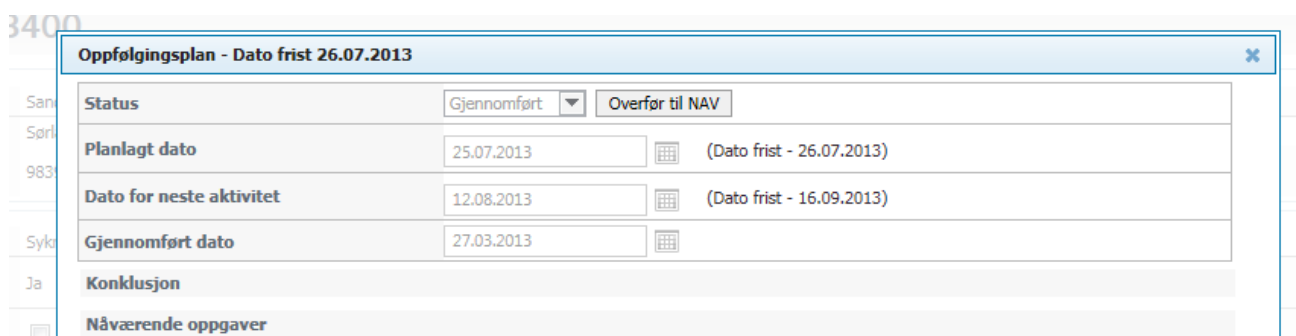 3400
Oppfølgingsplan - Dato frist 26.07.2013
Status Gjennomført Overfør til NAV
Planlagt dato 25.07.2013 (Dato frist - 26.07.2013)
Dato for neste aktivitet 12.08.2013 (Dato frist - 16.09.2013)
Gjennomført dato 27.03.2013
Ja Konklusjon
Nåværende oppgaver